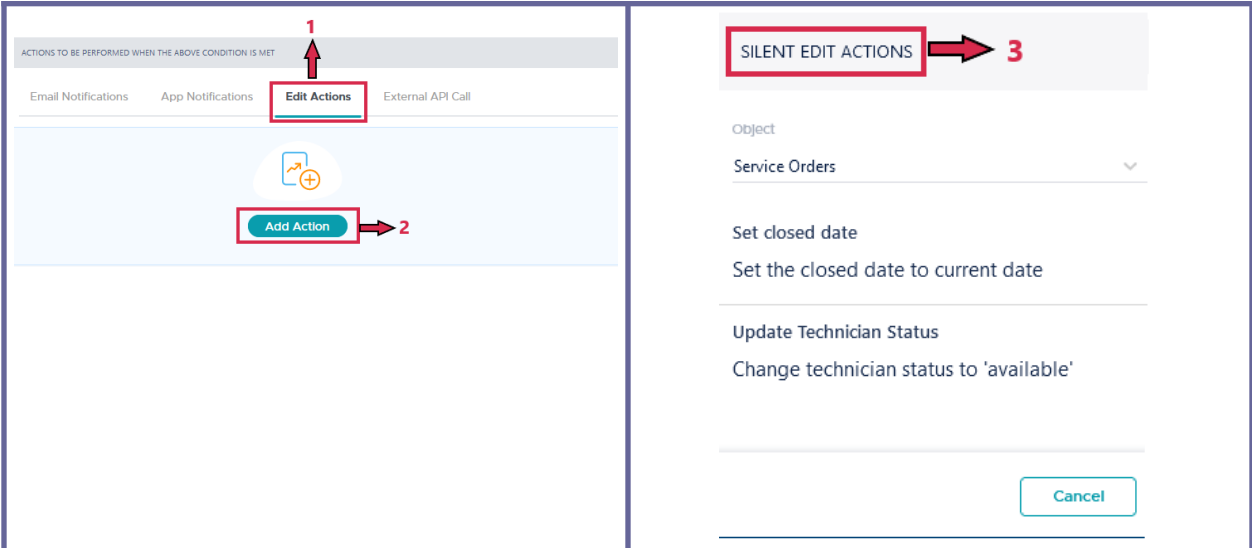 1
ACTIONS TO BE PERFORMED WHEN THE ABOVE CONDITION IS MET
Email Notifications App Notifications Edit Actions External API Call
Add Action 2
SILENT EDIT ACTIONS 3
Object
Service Orders
Set closed date
Set the closed date to current date
Update Technician Status
Change technician status to 'available'
Cancel